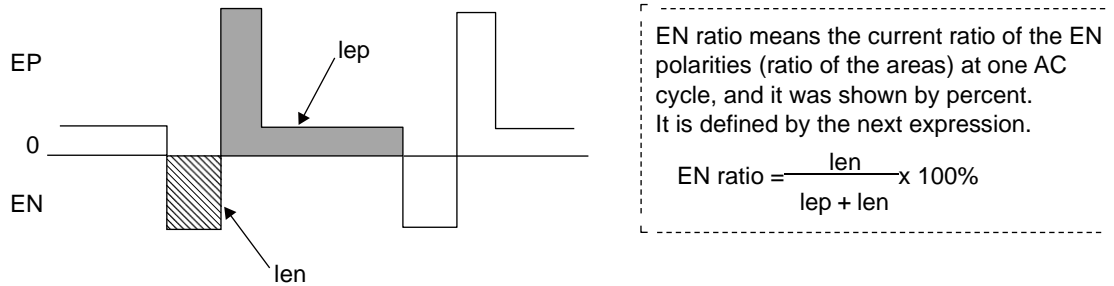 EP
0
EN
lep
len
EN ratio means the current ratio of the EN
polarities (ratio of the areas) at one AC
cycle, and it was shown by percent.
It is defined by the next expression.
EN ratio = len x 100%
lep + len